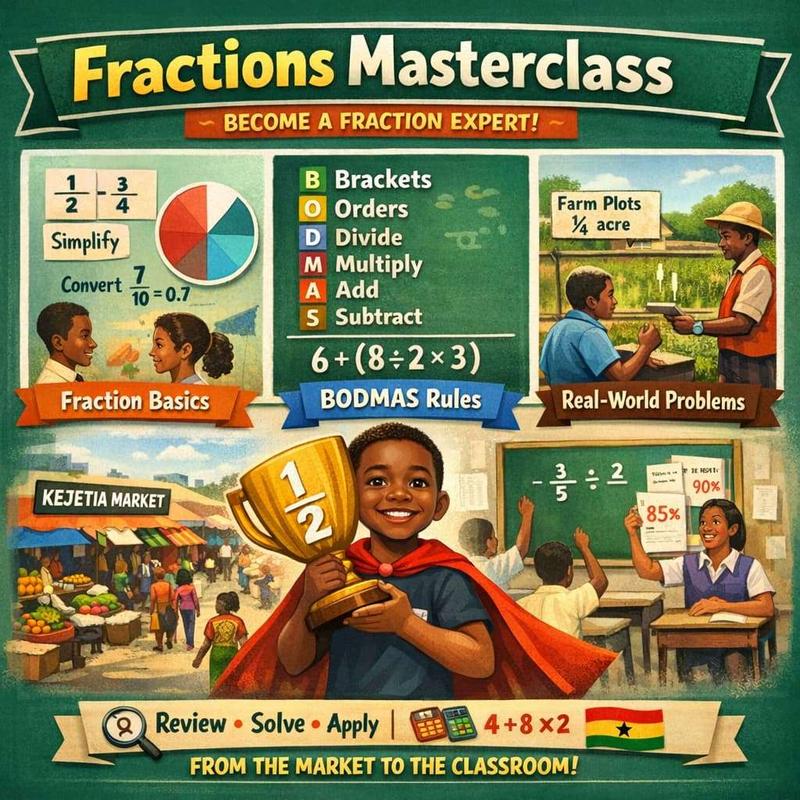 Fractions Masterclass
~ BECOME A FRACTION EXPERT! ~
1/2 - 3/4
Simplify
Convert 7/10 = 0.7
Fraction Basics
B Brackets
O Orders
D Divide
M Multiply
A Add
S Subtract
6 + (8 ÷ 2 × 3)
BODMAS Rules
Farm Plots
1/4 acre
Real-World Problems
KEJETIA MARKET
1/2
- 3/5 ÷ 2
85%
90%
Review • Solve • Apply | 4+8 ×2
FROM THE MARKET TO THE CLASSROOM!